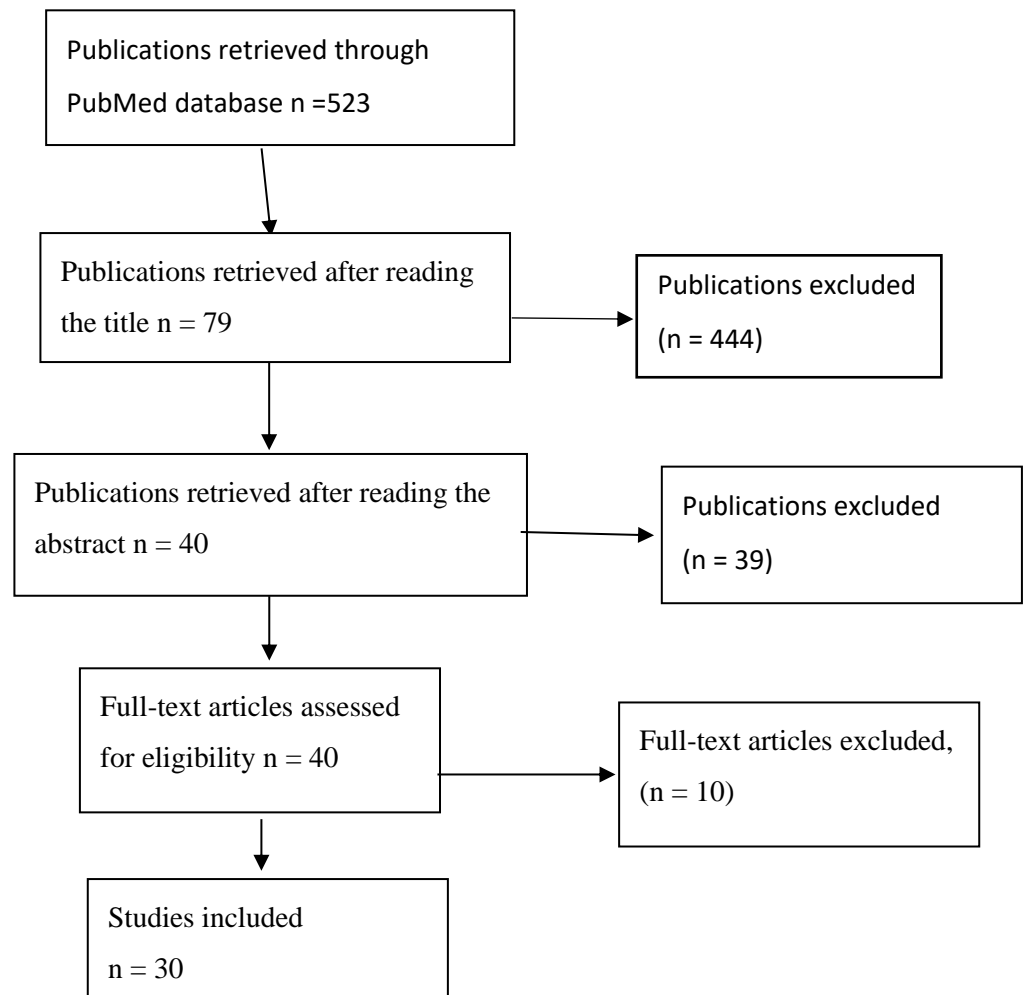 Publications retrieved through
PubMed database n =523
Publications retrieved after reading
the title n = 79
Publications excluded
(n = 444)
Publications retrieved after reading the
abstract n = 40
Publications excluded
(n = 39)
Full-text articles assessed
for eligibility n = 40
Full-text articles excluded,
(n = 10)
Studies included
n = 30